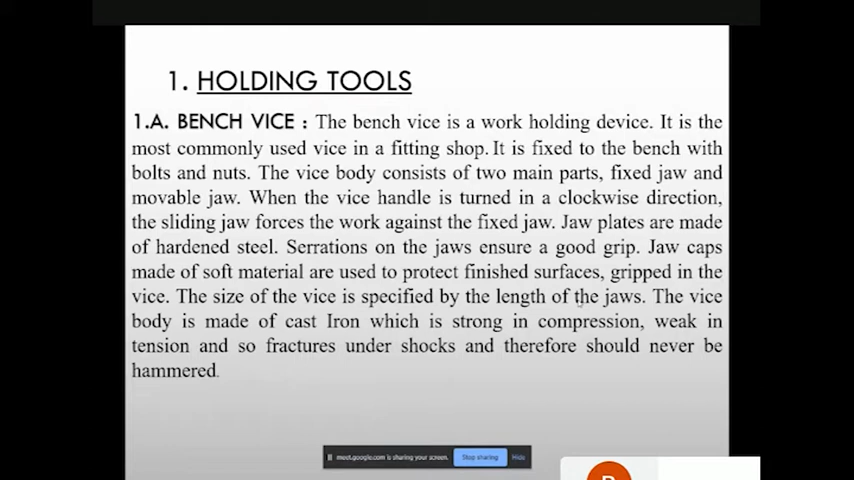 1. HOLDING TOOLS
1.A. BENCH VICE : The bench vice is a work holding device. It is the
most commonly used vice in a fitting shop. It is fixed to the bench with
bolts and nuts. The vice body consists of two main parts, fixed jaw and
movable jaw. When the vice handle is turned in a clockwise direction,
the sliding jaw forces the work against the fixed jaw. Jaw plates are made
of hardened steel. Serrations on the jaws ensure a good grip. Jaw caps
made of soft material are used to protect finished surfaces, gripped in the
vice. The size of the vice is specified by the length of the jaws. The vice
body is made of cast Iron which is strong in compression, weak in
tension and so fractures under shocks and therefore should never be
hammered.
meet.google.com is sharing your screen. Stop sharing Hide